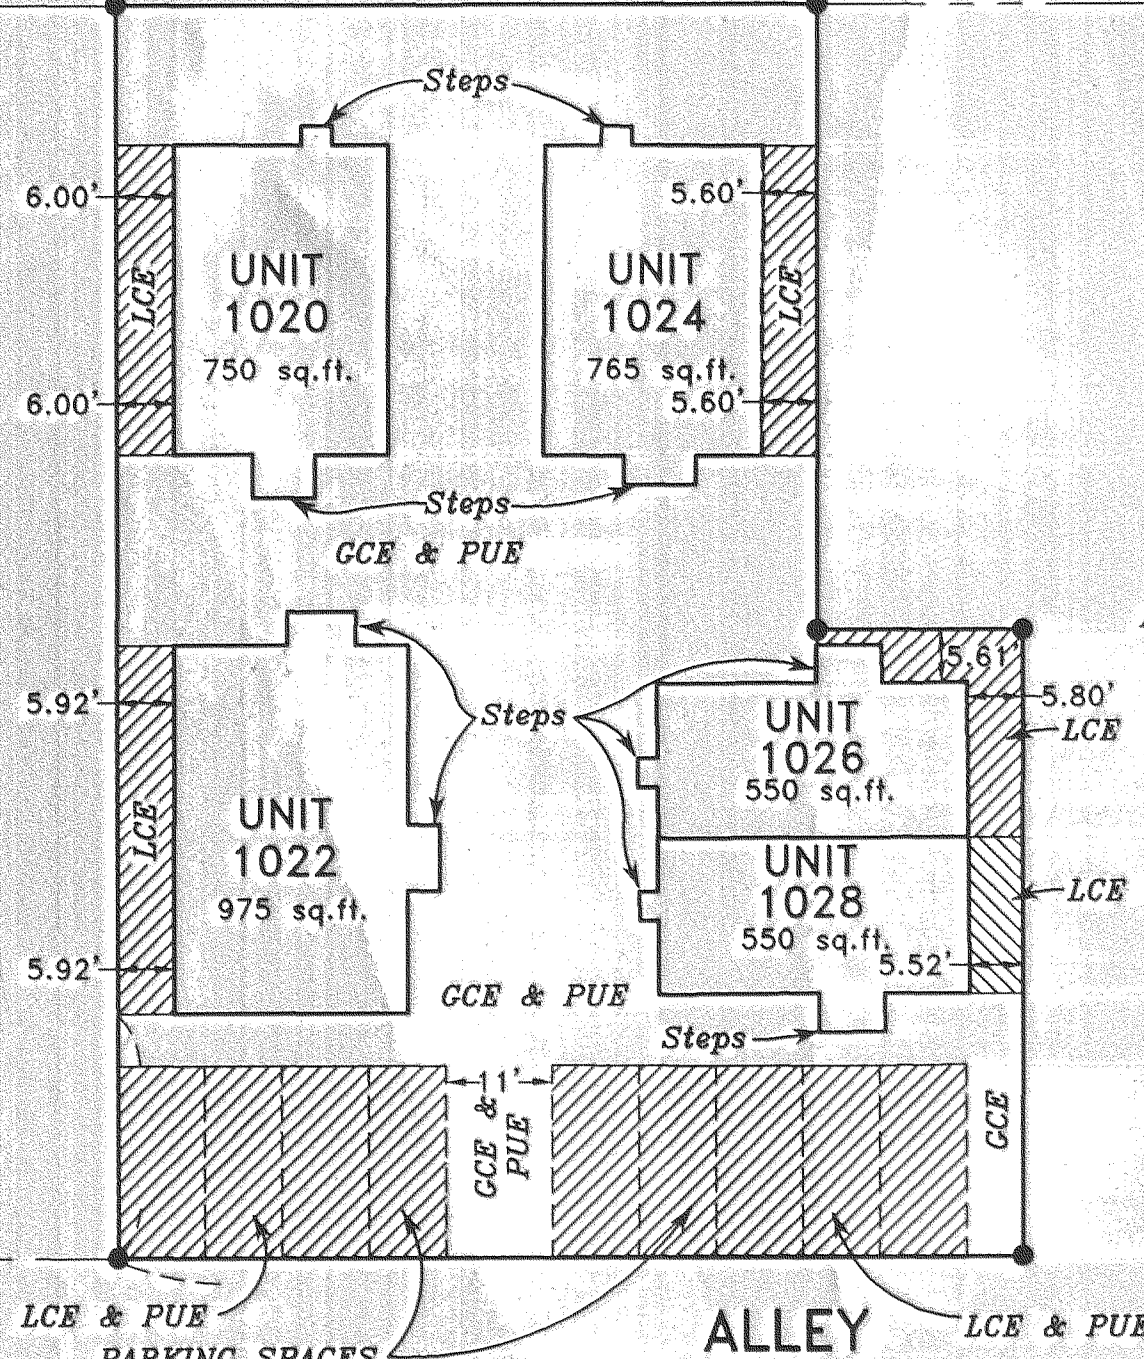 Steps
6.00'
5.60'
UNIT
1020
750 sq.ft.
LCE
UNIT
1024
765 sq.ft.
LCE
6.00'
5.60'
Steps
GCE & PUE
5.61'
5.92'
Steps
5.80'
LCE
UNIT
1026
550 sq.ft.
LCE
UNIT
1022
975 sq.ft.
UNIT
1028
550 sq.ft.
LCE
5.92'
5.52'
GCE & PUE
Steps
11'
GCE &
PUE
GCE
LCE & PUE
ALLEY
LCE & PUE
PARKING SPACES